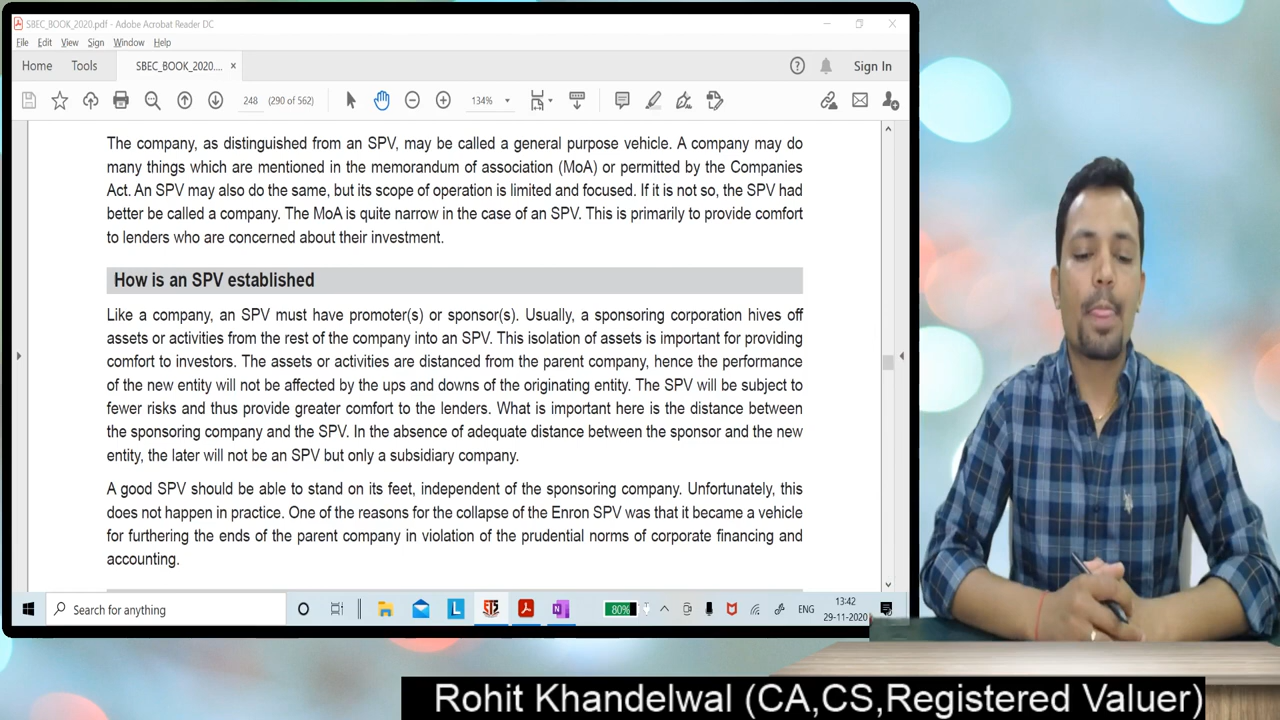 SBEC_BOOK_2020.pdf - Adobe Acrobat Reader DC
File Edit View Sign Window Help
Home Tools SBEC_BOOK_2020.... × Sign In
248 (290 of 562) 134%
The company, as distinguished from an SPV, may be called a general purpose vehicle. A company may do
many things which are mentioned in the memorandum of association (MoA) or permitted by the Companies
Act. An SPV may also do the same, but its scope of operation is limited and focused. If it is not so, the SPV had
better be called a company. The MoA is quite narrow in the case of an SPV. This is primarily to provide comfort
to lenders who are concerned about their investment.
How is an SPV established
Like a company, an SPV must have promoter(s) or sponsor(s). Usually, a sponsoring corporation hives off
assets or activities from the rest of the company into an SPV. This isolation of assets is important for providing
comfort to investors. The assets or activities are distanced from the parent company, hence the performance
of the new entity will not be affected by the ups and downs of the originating entity. The SPV will be subject to
fewer risks and thus provide greater comfort to the lenders. What is important here is the distance between
the sponsoring company and the SPV. In the absence of adequate distance between the sponsor and the new
entity, the later will not be an SPV but only a subsidiary company.
A good SPV should be able to stand on its feet, independent of the sponsoring company. Unfortunately, this
does not happen in practice. One of the reasons for the collapse of the Enron SPV was that it became a vehicle
for furthering the ends of the parent company in violation of the prudential norms of corporate financing and
accounting.
Search for anything 80% ENG 13:42
29-11-2020
Rohit Khandelwal (CA,CS,Registered Valuer)